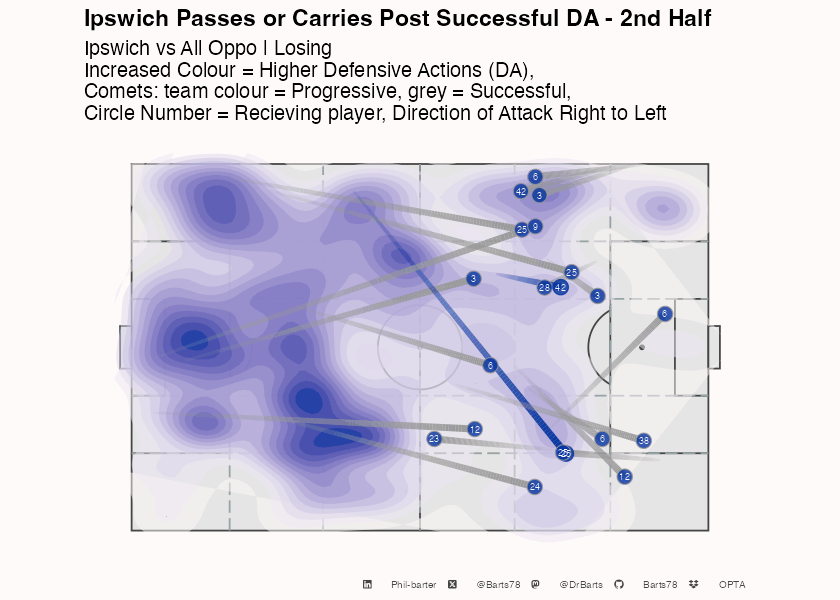 Ipswich Passes or Carries Post Successful DA - 2nd Half
Ipswich vs All Oppo | Losing
Increased Colour = Higher Defensive Actions (DA),
Comets: team colour = Progressive, grey = Successful,
Circle Number = Recieving player, Direction of Attack Right to Left
6
42 3
25 9
25
3 28 42 3
6
6
12
23 6 38
12
24
Phil-barter @Barts78 @DrBarts Barts78 OPTA